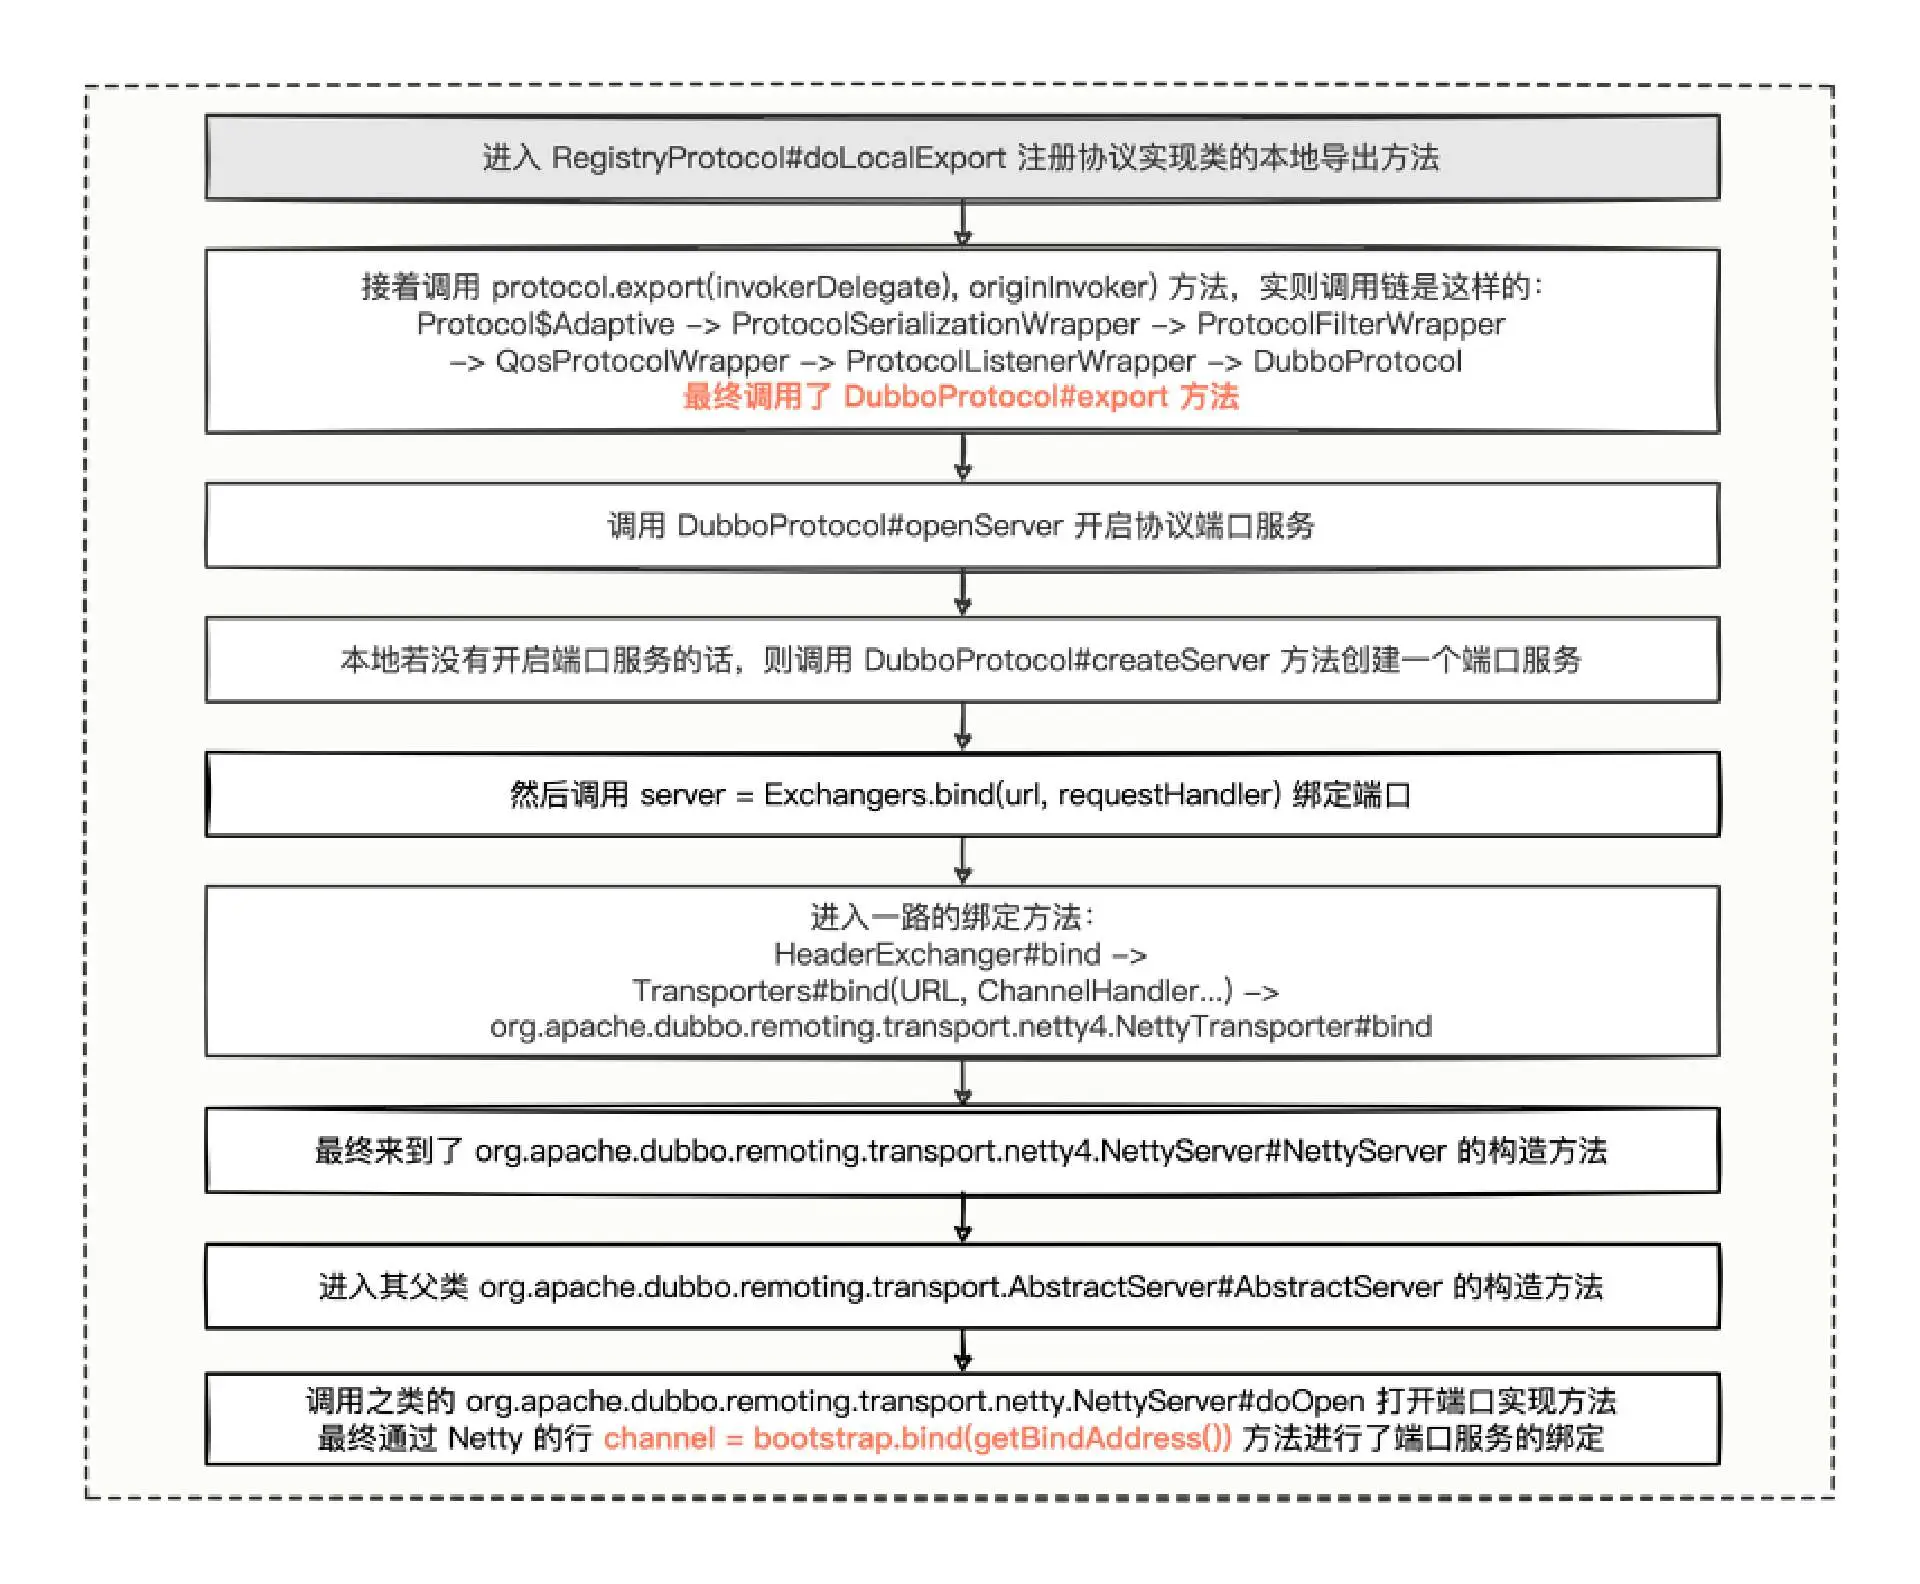 进入 RegistryProtocol#doLocalExport 注册协议实现类的本地导出方法
接着调用 protocol.export(invokerDelegate), originInvoker) 方法，实则调用链是这样的：
Protocol$Adaptive –> ProtocolSerializationWrapper –> ProtocolFilterWrapper
–> QosProtocolWrapper –> ProtocolListenerWrapper –> DubboProtocol
最终调用了 DubboProtocol#export 方法
调用 DubboProtocol#openServer 开启协议端口服务
本地若没有开启端口服务的话，则调用 DubboProtocol#createServer 方法创建一个端口服务
然后调用 server = Exchangers.bind(url, requestHandler) 绑定端口
进入一路的绑定方法：
HeaderExchanger#bind –>
Transporters#bind(URL, ChannelHandler...) –>
org.apache.dubbo.remoting.transport.netty4.NettyTransporter#bind
最终来到了 org.apache.dubbo.remoting.transport.netty4.NettyServer#NettyServer 的构造方法
进入其父类 org.apache.dubbo.remoting.transport.AbstractServer#AbstractServer 的构造方法
调用之类的 org.apache.dubbo.remoting.transport.netty.NettyServer#doOpen 打开端口实现方法
最终通过 Netty 的行 channel = bootstrap.bind(getBindAddress()) 方法进行了端口服务的绑定